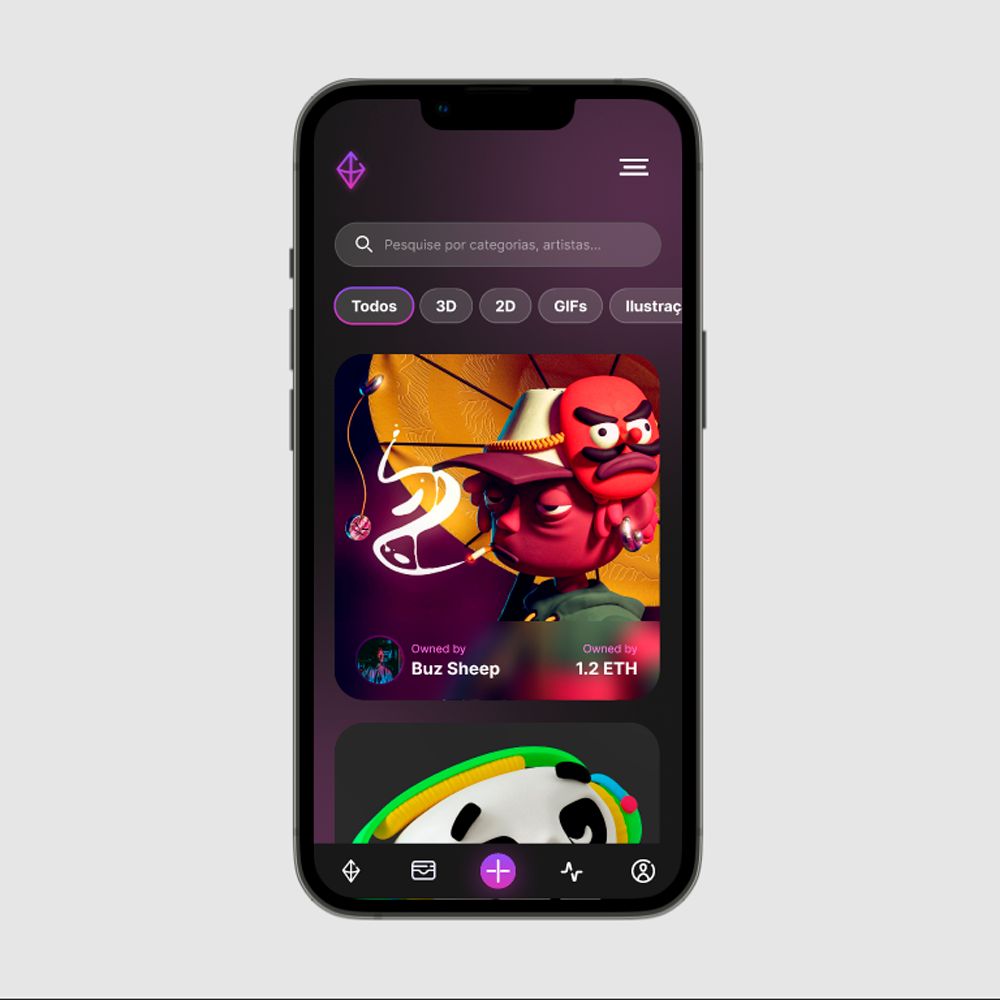 Pesquise por categorias, artistas...
Todos 3D 2D GIFs Ilustraç
Owned by Owned by
Buz Sheep 1.2 ETH